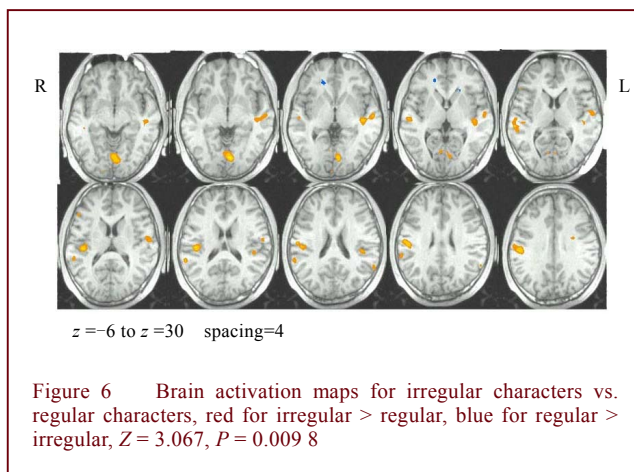 R
L
z =−6 to z =30 spacing=4
Figure 6 Brain activation maps for irregular characters vs.
regular characters, red for irregular > regular, blue for regular >
irregular, Z = 3.067, P = 0.009 8